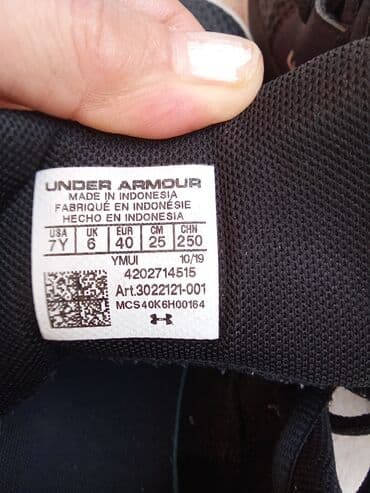 UNDER ARMOUR
MADE IN INDONESIA
FABRIQUÉ EN INDONÉSIE
HECHO EN INDONESIA
USA UK EUR CM CHN
7Y 6 40 25 250
YMUI 10/19
4202714515
Art.3022121-001
MCS40K6H00164